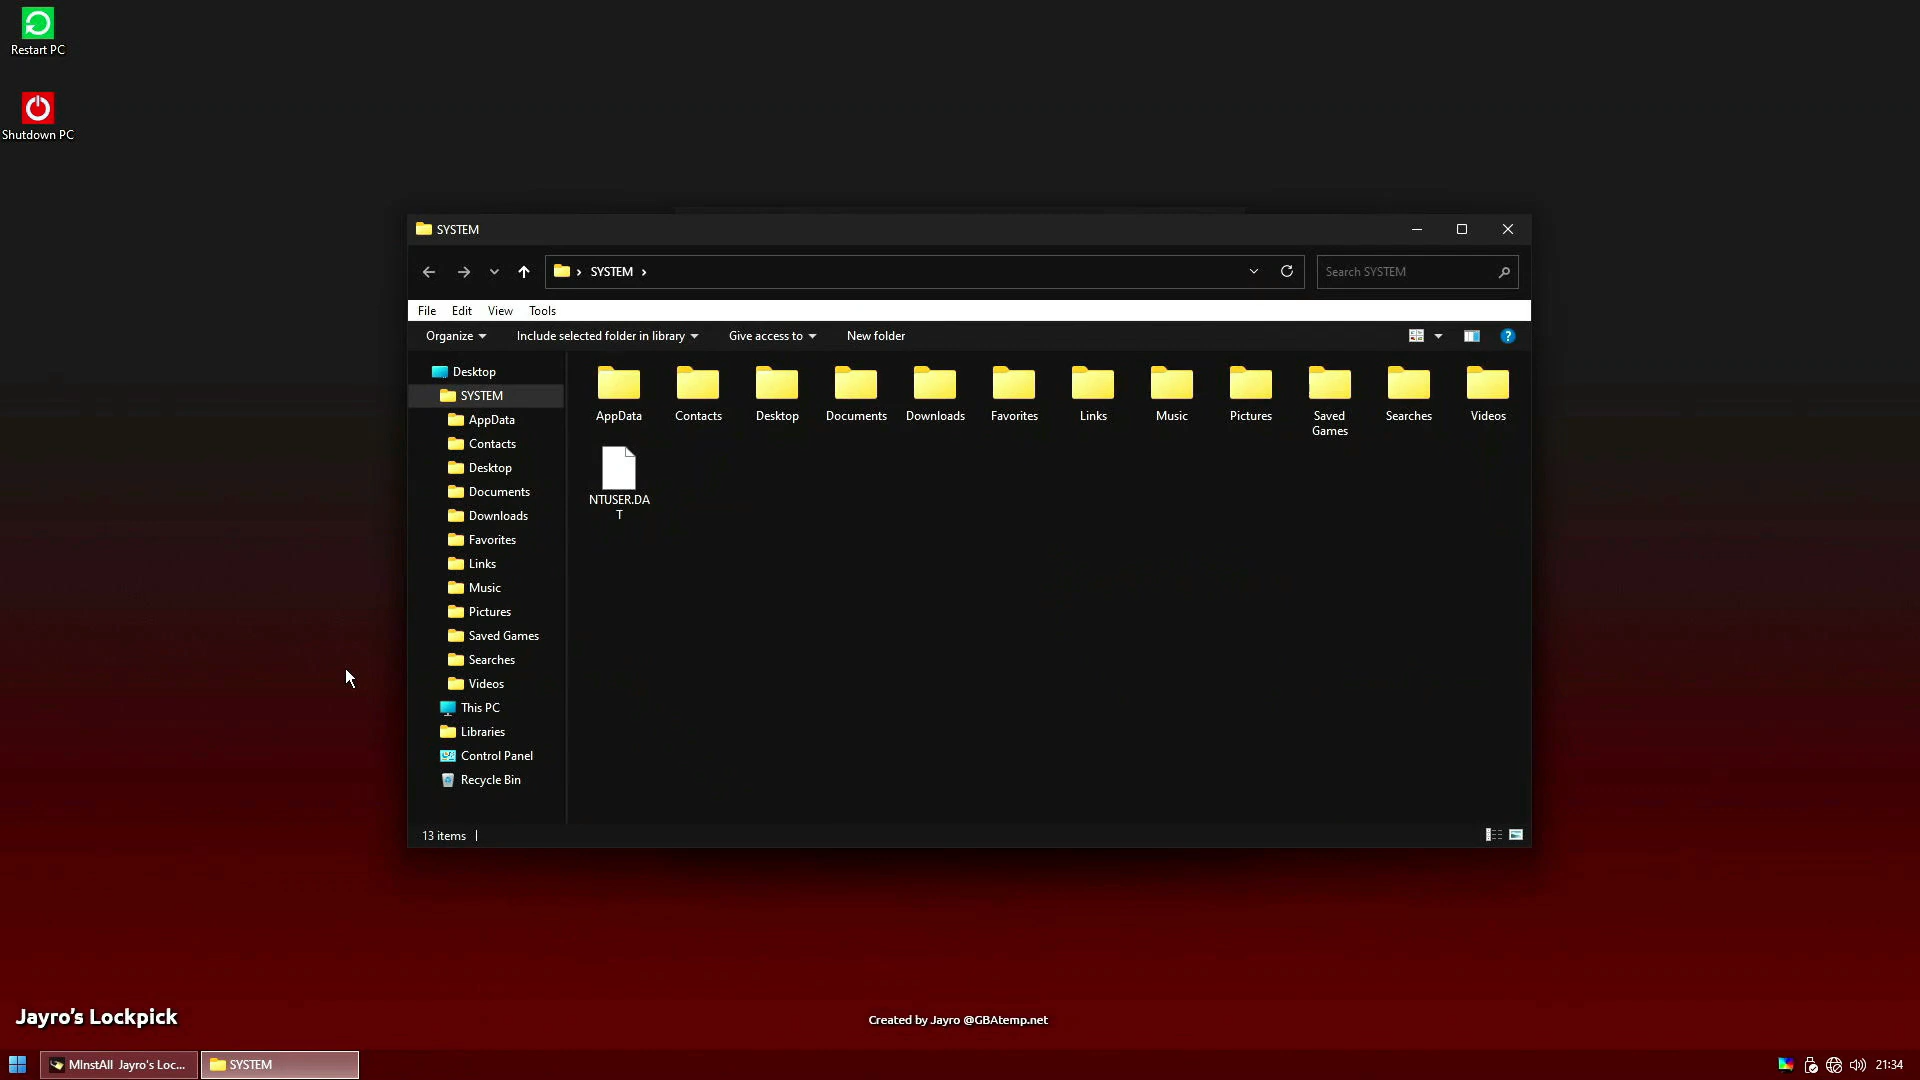 Restart PC
Shutdown PC
SYSTEM
SYSTEM
Search SYSTEM
File Edit View Tools
Organize Include selected folder in library Give access to New folder
Desktop
SYSTEM
AppData
Contacts
Desktop
Documents
Downloads
Favorites
Links
Music
Pictures
Saved Games
Searches
Videos
This PC
Libraries
Control Panel
Recycle Bin
AppData Contacts Desktop Documents Downloads Favorites Links Music Pictures Saved Searches Videos
Games
NTUSER.DA
T
13 items
Jayro's Lockpick
Created by Jayro @GBAtemp.net
MInstAll Jayro's Loc... SYSTEM 21:34